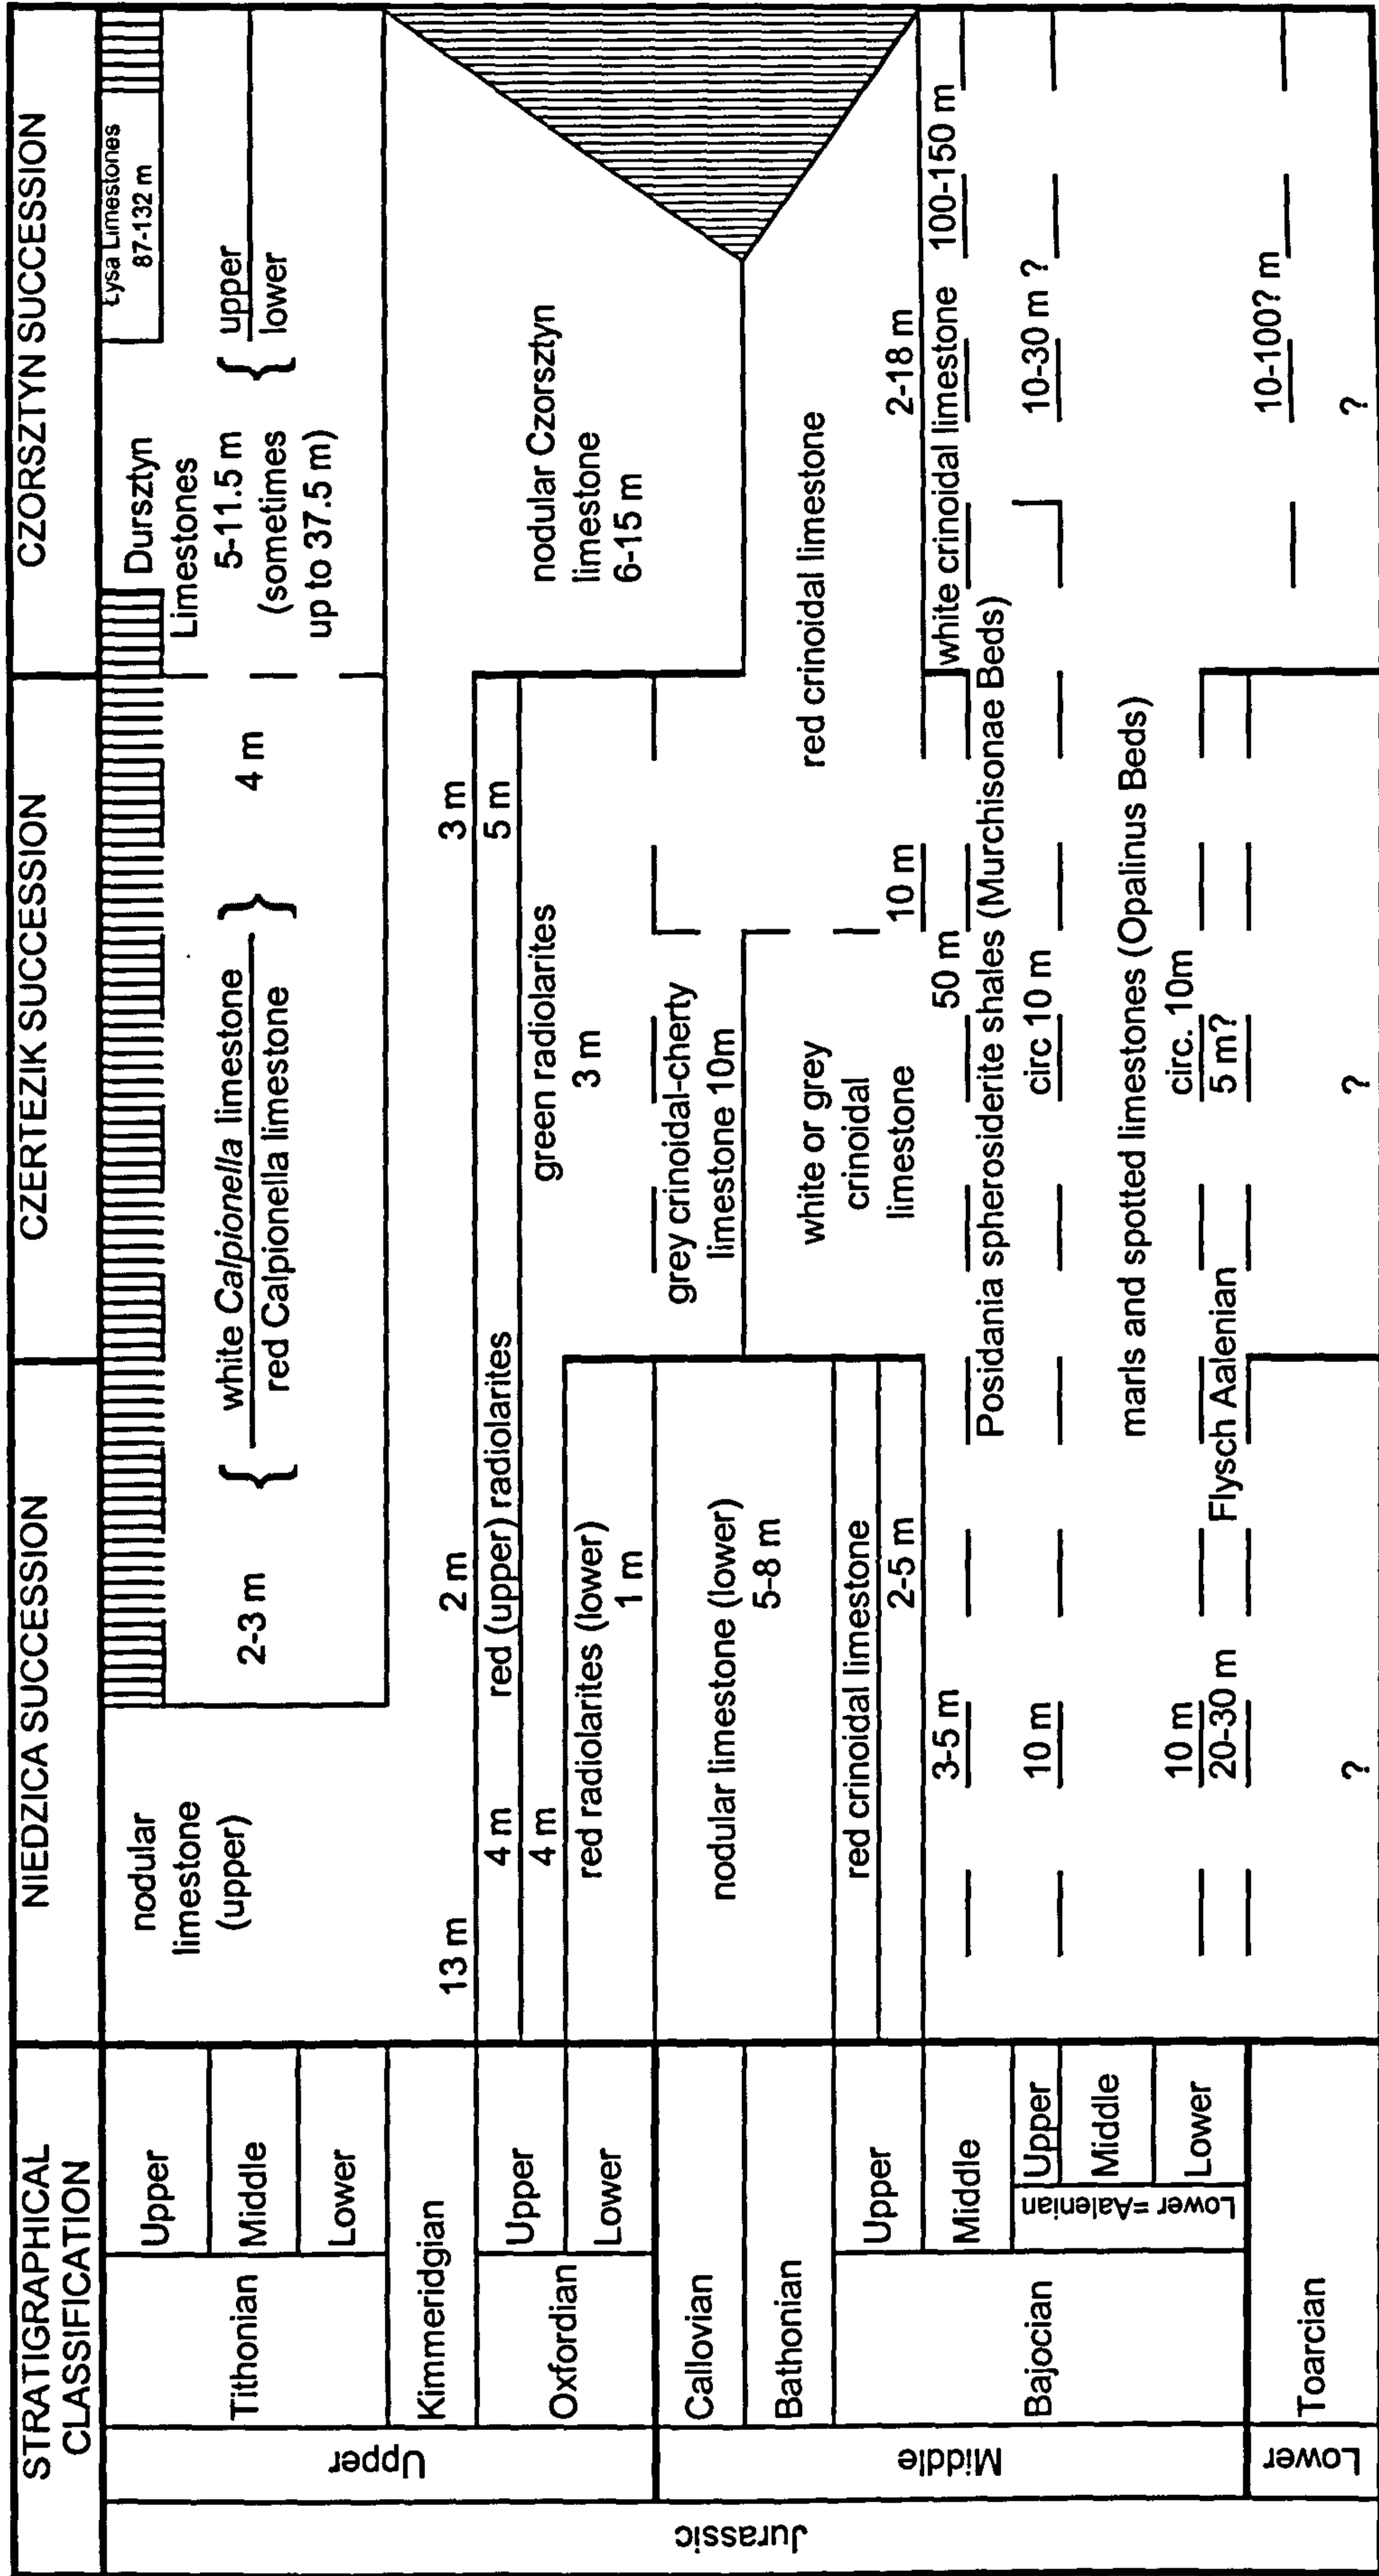 STRATIGRAPHICAL
CLASSIFICATION
NIEDZICA SUCCESSION
CZERTEZIK SUCCESSION
CZORSZTYN SUCCESSION
Jurassic
Upper
Middle
Lower
Tithonian
Upper
Middle
Lower
Kimmeridgian
Oxfordian
Upper
Lower
Callovian
Bathonian
Bajocian
Upper
Middle
Lower =Aalenian
Upper
Middle
Lower
Toarcian
nodular
limestone
(upper)
13 m
2-3 m
{
white Calpionella limestone
red Calpionella limestone
}
4 m
Dursztyn
Limestones
5-11.5 m
(sometimes
up to 37.5 m)
{
upper
lower
Łysa Limestones
87-132 m
2 m
3 m
4 m
red (upper) radiolarites
5 m
4 m
green radiolarites
3 m
red radiolarites (lower)
1 m
nodular Czorsztyn
limestone
6-15 m
nodular limestone (lower)
5-8 m
grey crinoidal-cherty
limestone 10m
white or grey
crinoidal
limestone
10 m
red crinoidal limestone
2-18 m
red crinoidal limestone
2-5 m
3-5 m
50 m
white crinoidal limestone
100-150 m
Posidania spherosiderite shales (Murchisonae Beds)
10 m
circ 10 m
10-30 m ?
marls and spotted limestones (Opalinus Beds)
10 m
circ. 10m
10-100? m
20-30 m
Flysch Aalenian
5 m?
?
?
?